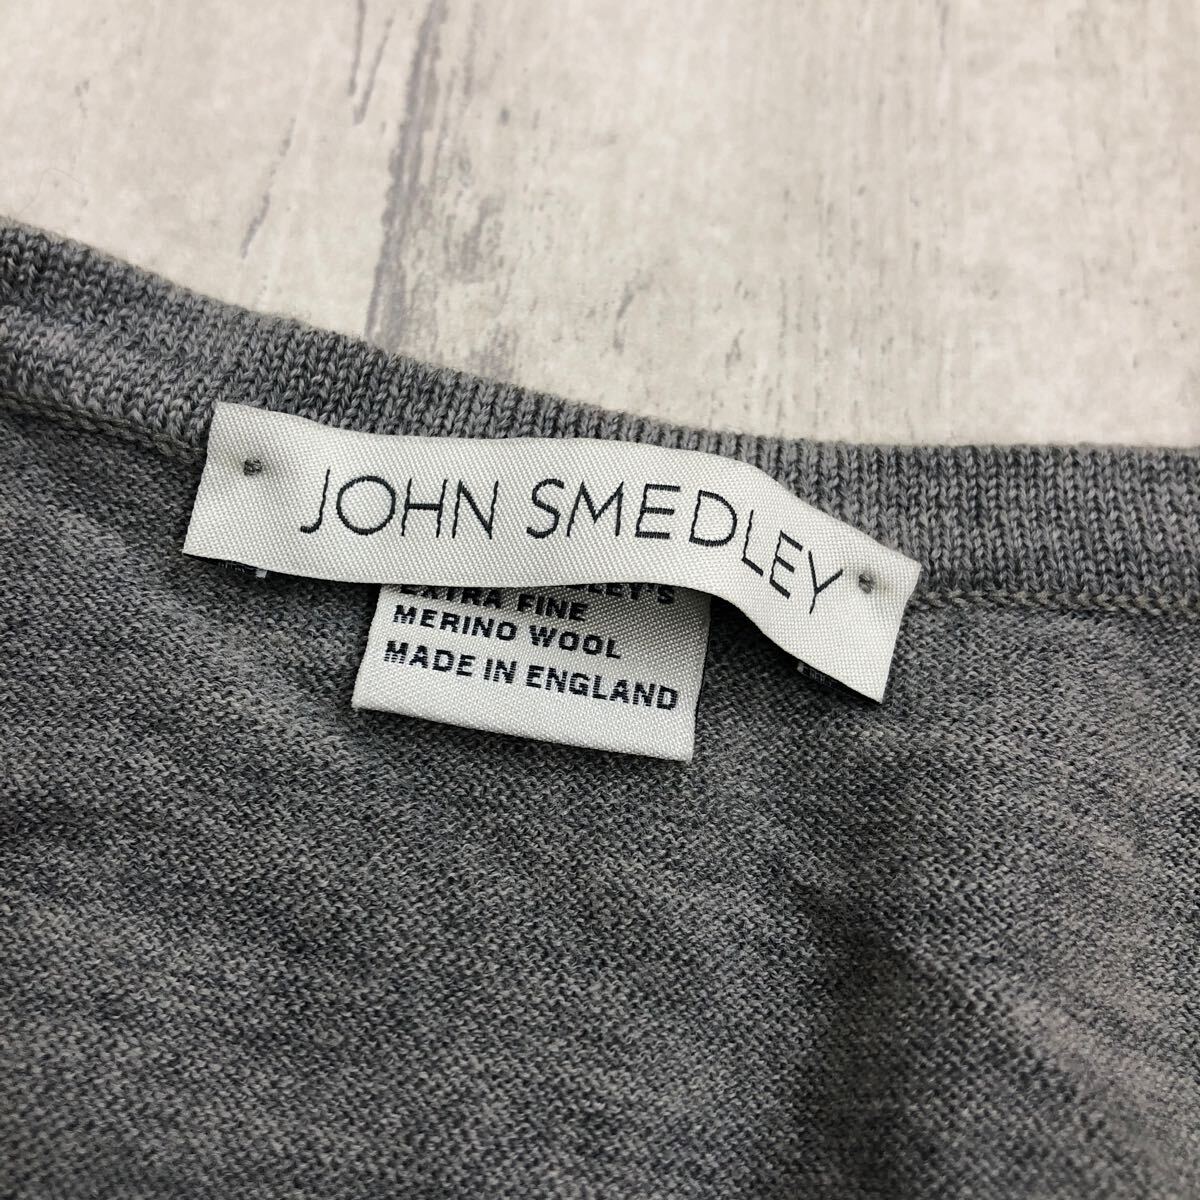 JOHN SMEDLEY
EXTRA FINE
MERINO WOOL
MADE IN ENGLAND